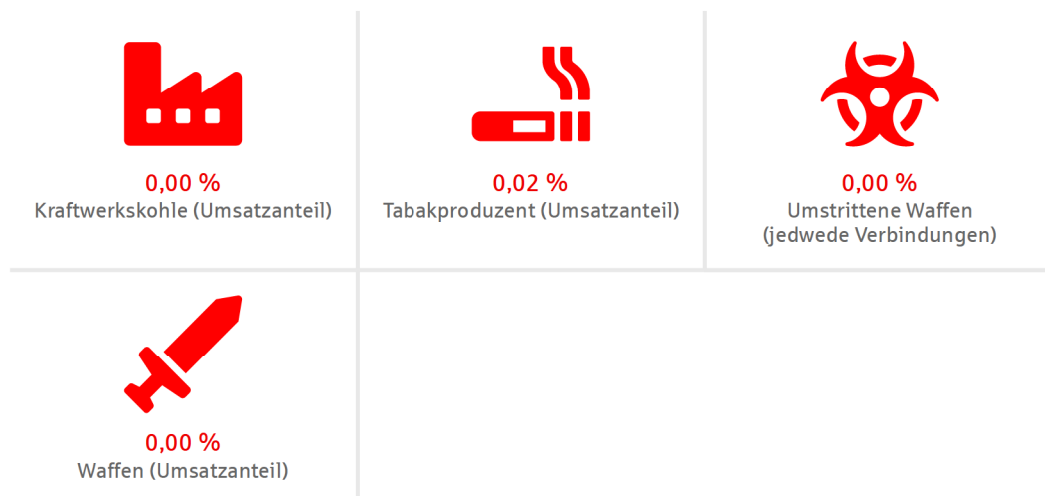 0,00 %
Kraftwerkskohle (Umsatzanteil)
0,02 %
Tabakproduzent (Umsatzanteil)
0,00 %
Umstrittene Waffen
(jedwede Verbindungen)
0,00 %
Waffen (Umsatzanteil)